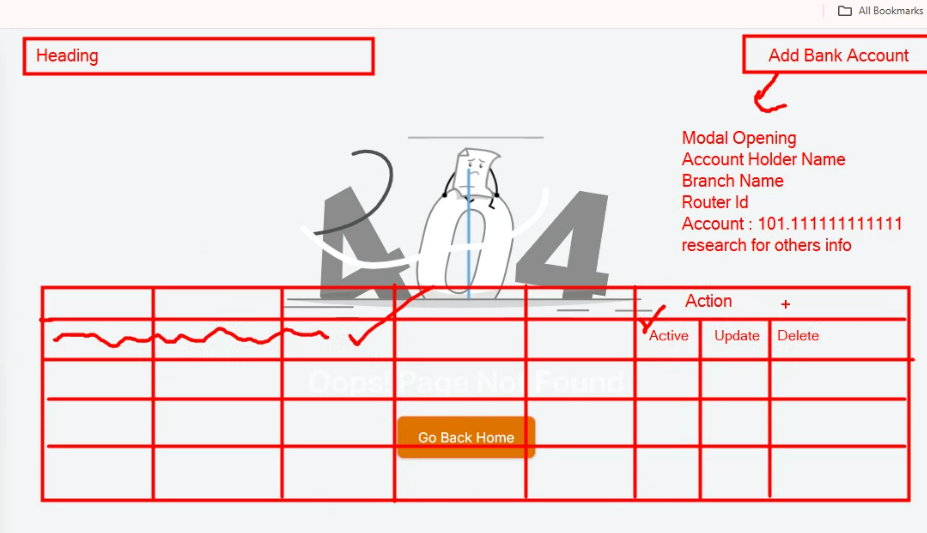 All Bookmarks
Heading
Add Bank Account
Modal Opening
Account Holder Name
Branch Name
Router Id
Account : 101.111111111111
research for others info
404
Action +
Active Update Delete
Oops! Page Not Found
Go Back Home